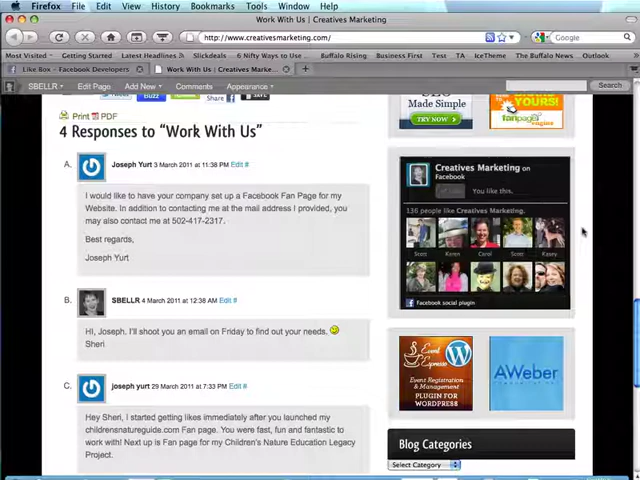 Firefox File Edit View History Bookmarks Tools Window Help
Work With Us | Creatives Marketing
http://www.creativesmarketing.com/
Google
Most Visited Getting Started Latest Headlines Slickdeals 6 Nifty Ways to Use ... Buffalo Rising Business First Test TA IceTheme BT The Buffalo News Outlook
Like Box - Facebook Developers Work With Us | Creatives Marke...
SBELLR Edit Page Add New Comments Appearance Search
Buzz Share
Print PDF
4 Responses to “Work With Us”
A. Joseph Yurt 3 March 2011 at 11:38 PM Edit #
I would like to have your company set up a Facebook Fan Page for my
Website. In addition to contacting me at the mail address I provided, you
may also contact me at 502-417-2317.
Best regards,
Joseph Yurt
B. SBELLR 4 March 2011 at 12:38 AM Edit #
HI, Joseph. I'll shoot you an email on Friday to find out your needs.
Sheri
C. joseph yurt 29 March 2011 at 7:33 PM Edit #
Hey Sheri, I started getting likes immediately after you launched my
childrensnatureguide.com Fan page. You were fast, fun and fantastic to
work with! Next up is Fan page for my Children's Nature Education Legacy
Project.
Made Simple
TRY NOW
YOURS!
fanpage engine
Creatives Marketing on
Facebook
You like this.
136 people like Creatives Marketing.
Scott Karen Carol Scott Kasey
Facebook social plugin
Event Espresso
Event Registration
& Management
PLUGIN FOR
WORDPRESS
AWeber
Blog Categories
Select Category